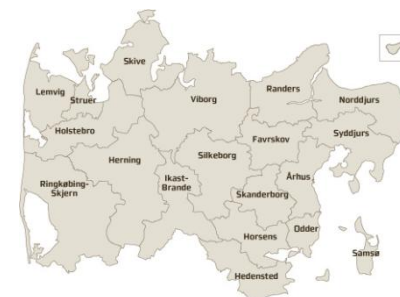 Skive
Lemvig
Struer
Viborg
Randers
Norddjurs
Holstebro
Favrskov
Syddjurs
Herning
Silkeborg
Ikast-
Brande
Århus
Ringkøbing-
Skjern
Skanderborg
Horsens
Odder
Samsø
Hedensted